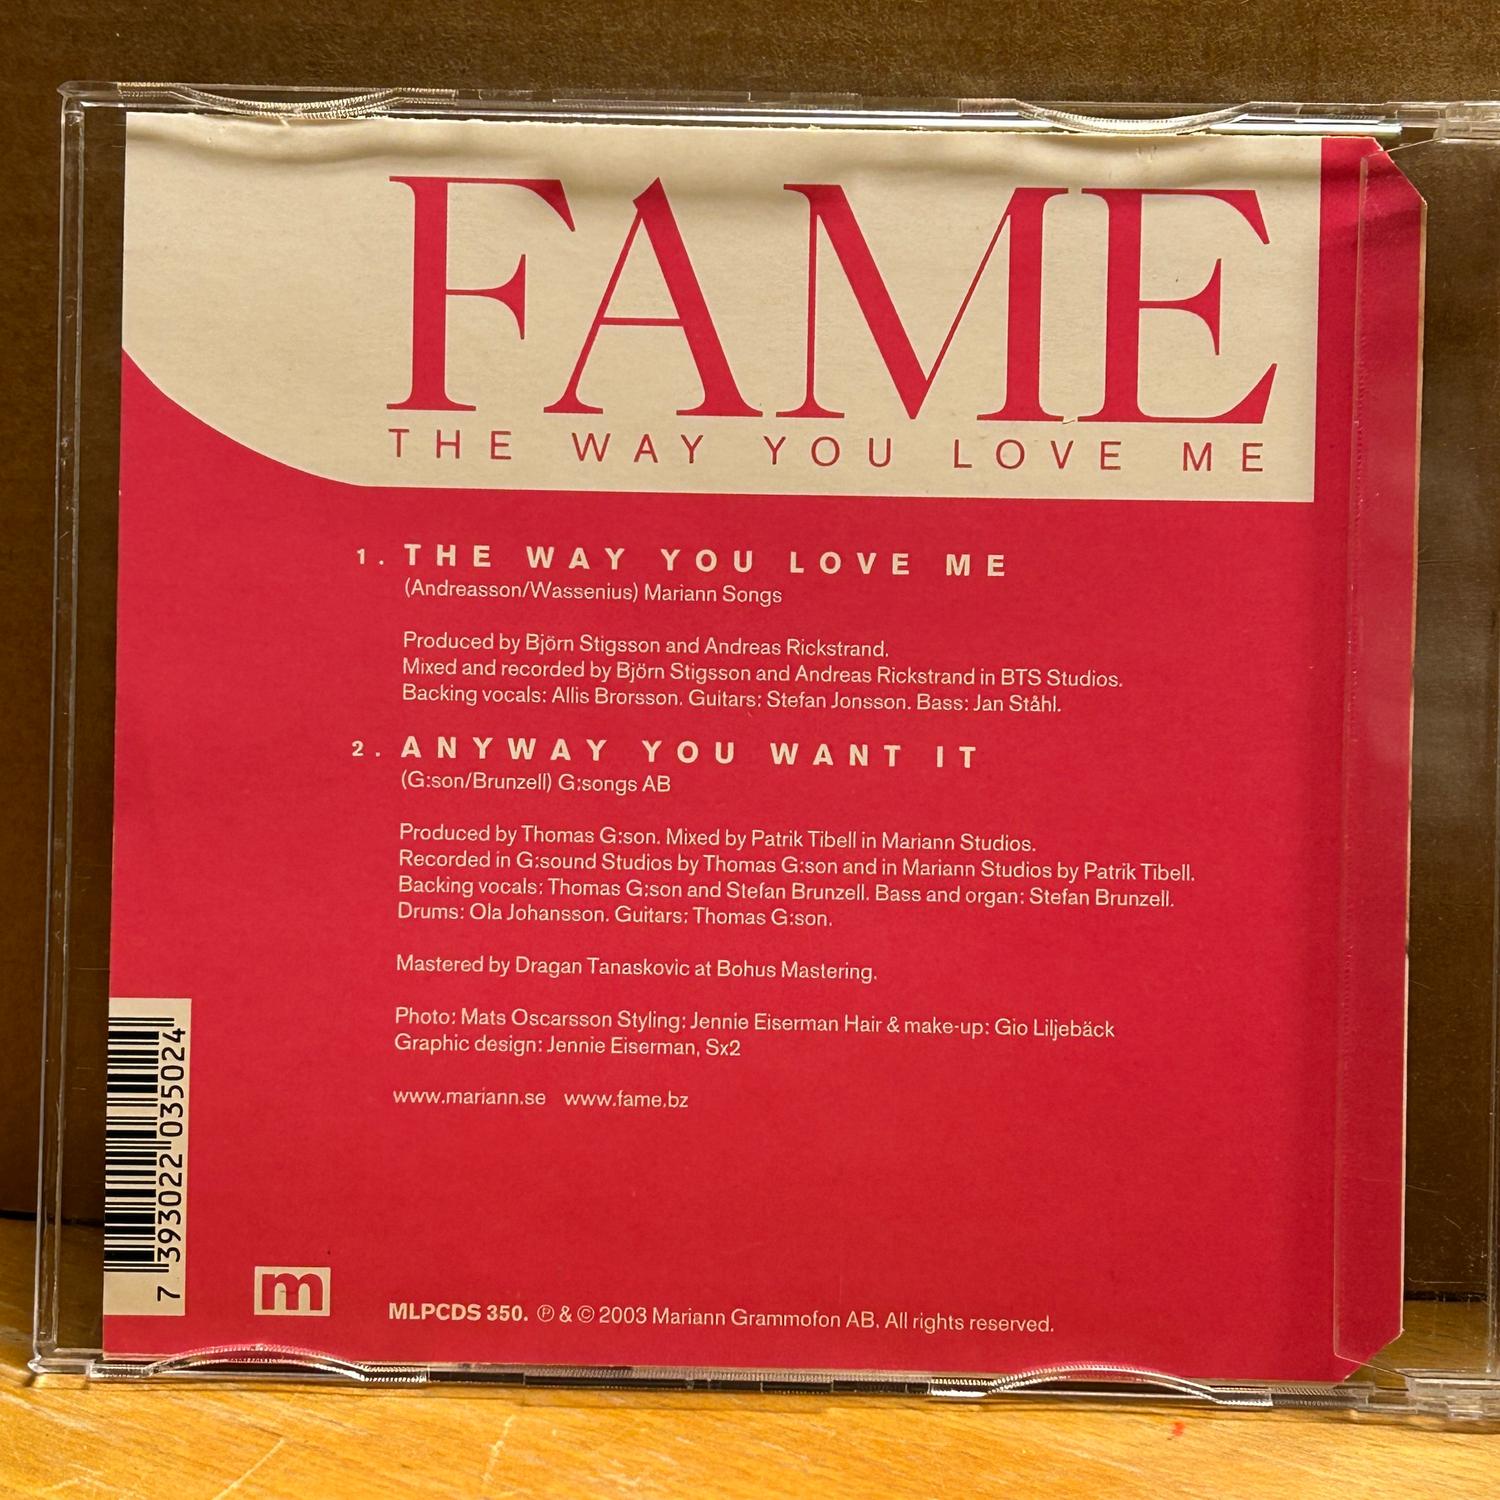 FAME
THE WAY YOU LOVE ME
1. THE WAY YOU LOVE ME
(Andreasson/Wassenius) Mariann Songs
Produced by Björn Stigsson and Andreas Rickstrand.
Mixed and recorded by Björn Stigsson and Andreas Rickstrand in BTS Studios.
Backing vocals: Allis Brorsson. Guitars: Stefan Jonsson. Bass: Jan Ståhl.
2. ANYWAY YOU WANT IT
(G:son/Brunzell) G:songs AB
Produced by Thomas G:son. Mixed by Patrik Tibell in Mariann Studios.
Recorded in G:sound Studios by Thomas G:son and in Mariann Studios by Patrik Tibell.
Backing vocals: Thomas G:son and Stefan Brunzell. Bass and organ: Stefan Brunzell.
Drums: Ola Johansson. Guitars: Thomas G:son.
Mastered by Dragan Tanaskovic at Bohus Mastering.
Photo: Mats Oscarsson Styling: Jennie Eiserman Hair & make-up: Gio Liljebäck
Graphic design: Jennie Eiserman, Sx2
www.mariann.se www.fame.bz
7 393022 035024
m
MLPCDS 350. ℗ & © 2003 Mariann Grammofon AB. All rights reserved.